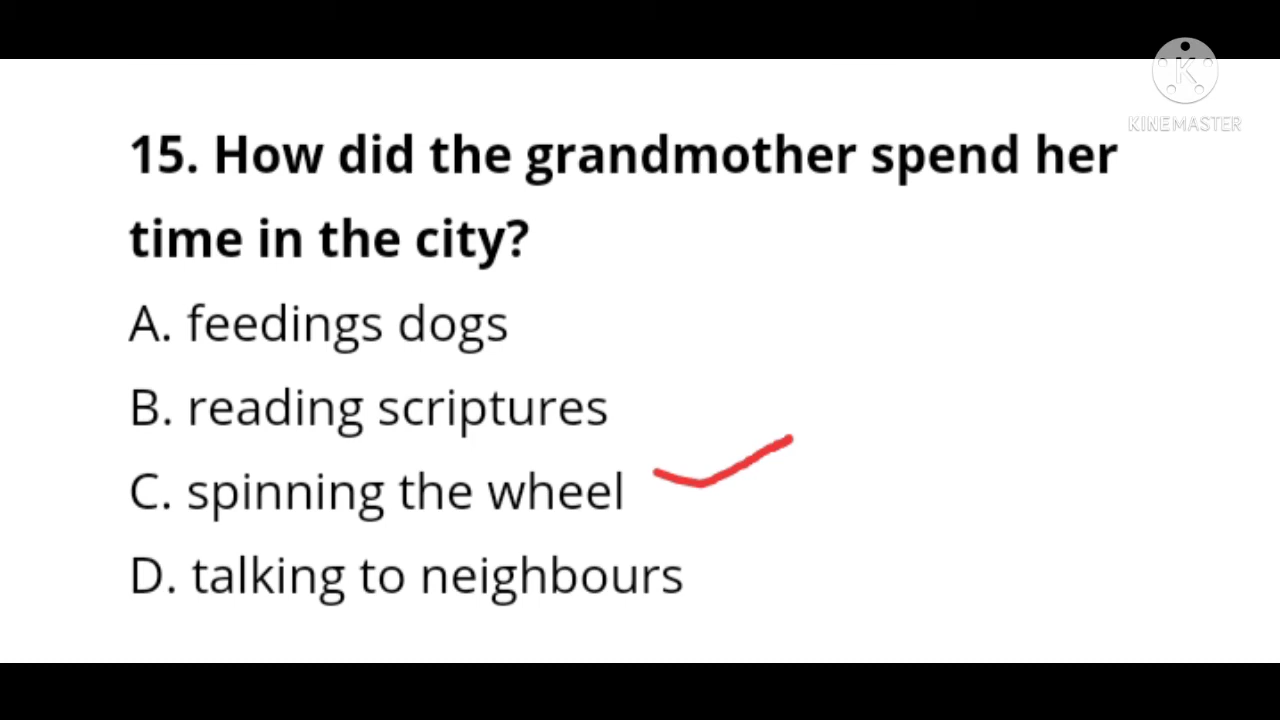 KINEMASTER
15. How did the grandmother spend her
time in the city?
A. feedings dogs
B. reading scriptures
C. spinning the wheel
D. talking to neighbours